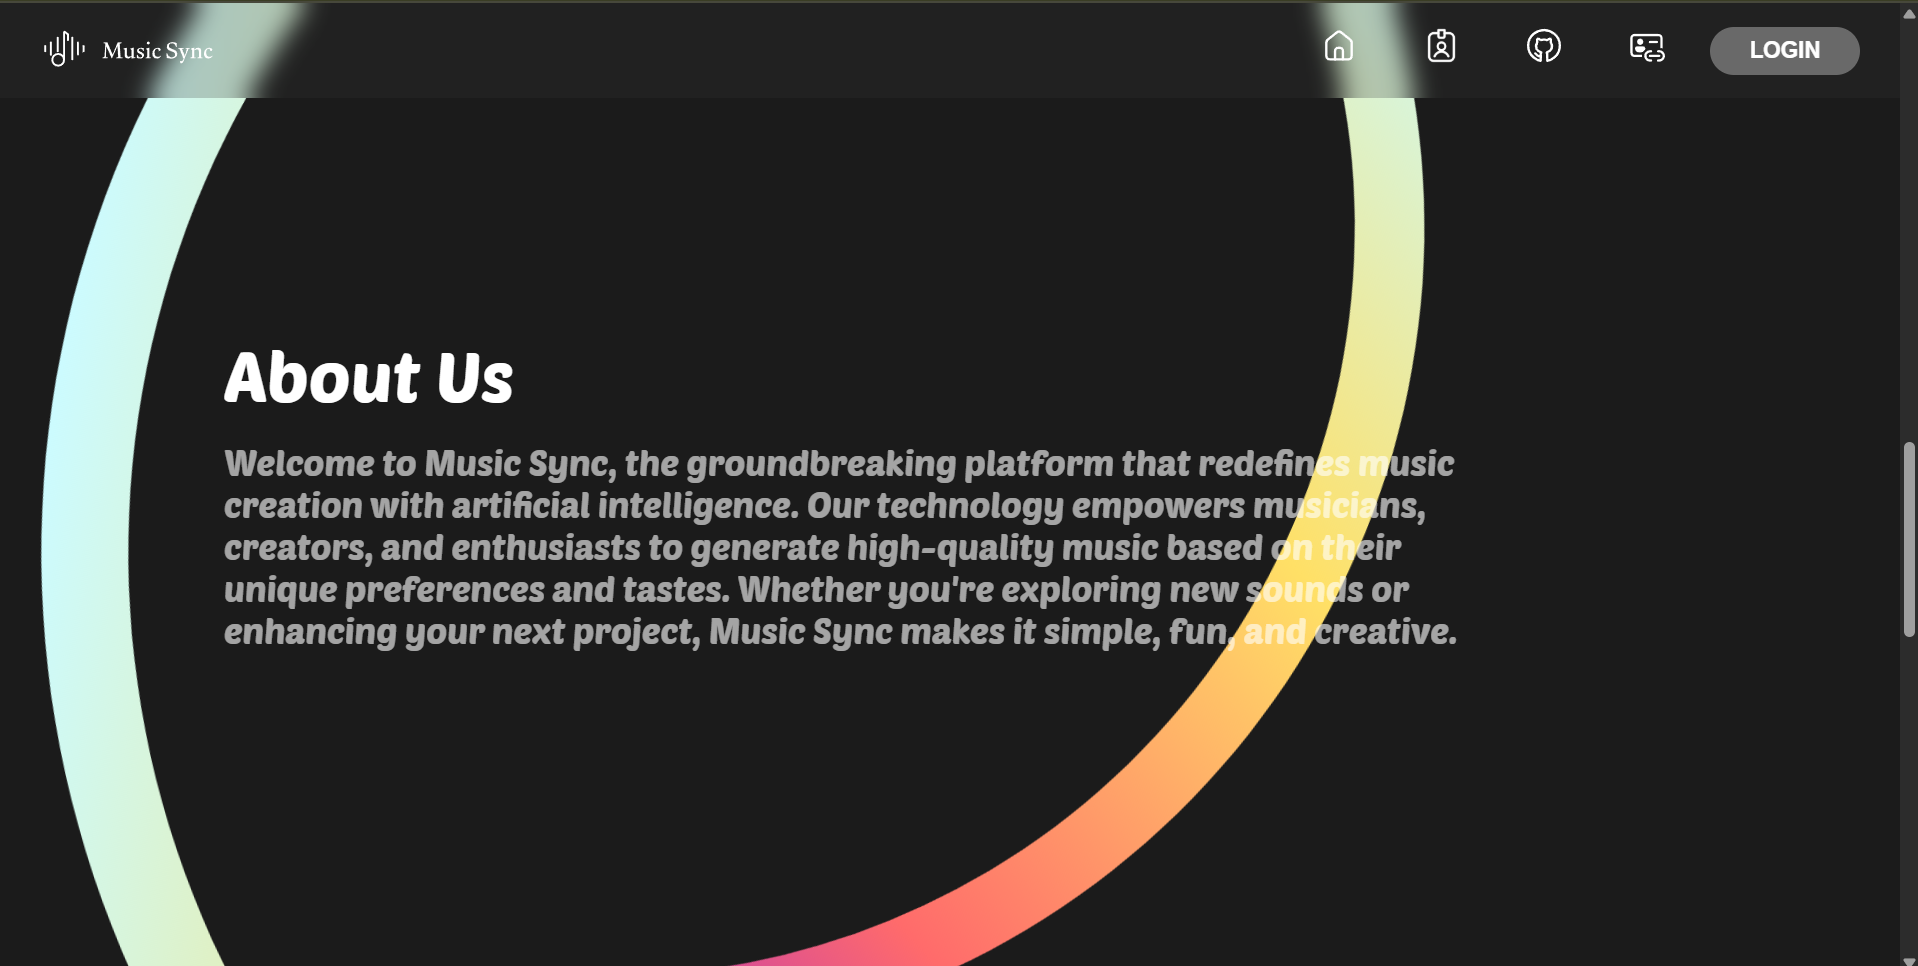 Music Sync
LOGIN
About Us
Welcome to Music Sync, the groundbreaking platform that redefines music
creation with artificial intelligence. Our technology empowers musicians,
creators, and enthusiasts to generate high-quality music based on their
unique preferences and tastes. Whether you're exploring new sounds or
enhancing your next project, Music Sync makes it simple, fun, and creative.